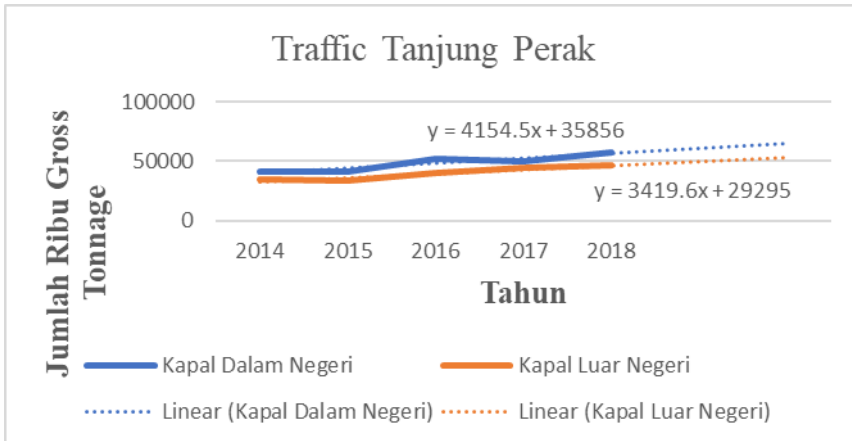 Traffic Tanjung Perak
Jumlah Ribu Gross
Tonnage
100000
50000
0
y = 4154.5x + 35856
y = 3419.6x + 29295
2014 2015 2016 2017 2018
Tahun
Kapal Dalam Negeri Kapal Luar Negeri
Linear (Kapal Dalam Negeri) Linear (Kapal Luar Negeri)